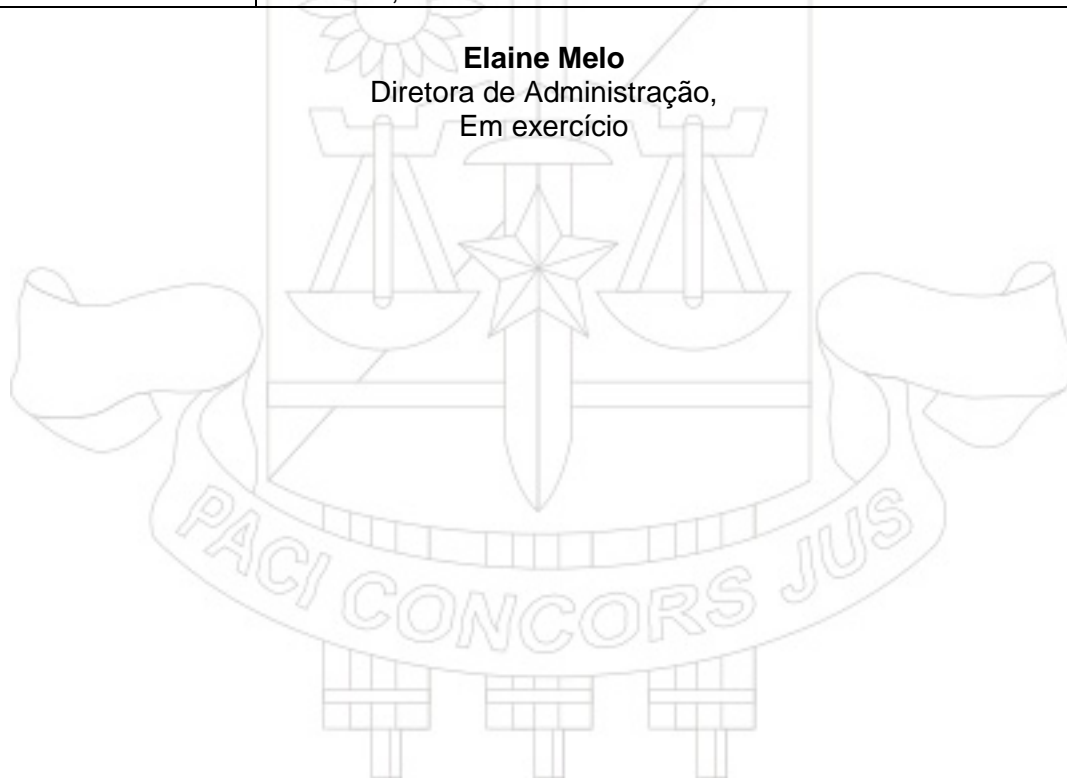 Elaine Melo
Diretora de Administração,
Em exercício
PACI CONCORS JUS